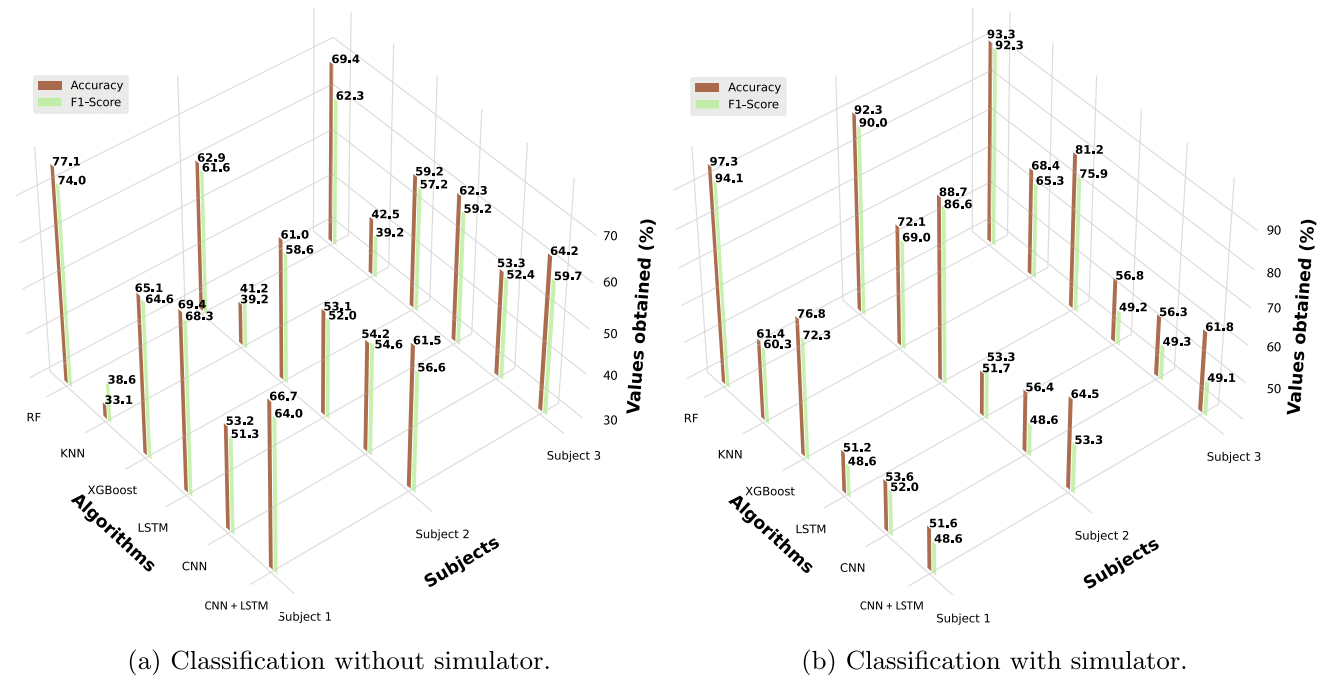 Accuracy
F1-Score
77.1
74.0
38.6
33.1
65.1
64.6
69.4
68.3
53.2
51.3
66.7
64.0
62.9
61.6
41.2
39.2
61.0
58.6
53.1
52.0
54.2
54.6
61.5
56.6
69.4
62.3
42.5
39.2
59.2
57.2
62.3
59.2
53.3
52.4
64.2
59.7
70
60
50
40
30
Values obtained (%)
RF
KNN
XGBoost
LSTM
CNN
CNN + LSTM
Algorithms
Subject 1
Subject 2
Subject 3
Subjects
(a) Classification without simulator.
Accuracy
F1-Score
97.3
94.1
61.4
60.3
76.8
72.3
51.2
48.6
53.6
52.0
51.6
48.6
92.3
90.0
72.1
69.0
88.7
86.6
53.3
51.7
56.4
48.6
64.5
53.3
93.3
92.3
68.4
65.3
81.2
75.9
56.8
49.2
56.3
49.3
61.8
49.1
90
80
70
60
50
Values obtained (%)
RF
KNN
XGBoost
LSTM
CNN
CNN + LSTM
Algorithms
Subject 1
Subject 2
Subject 3
Subjects
(b) Classification with simulator.